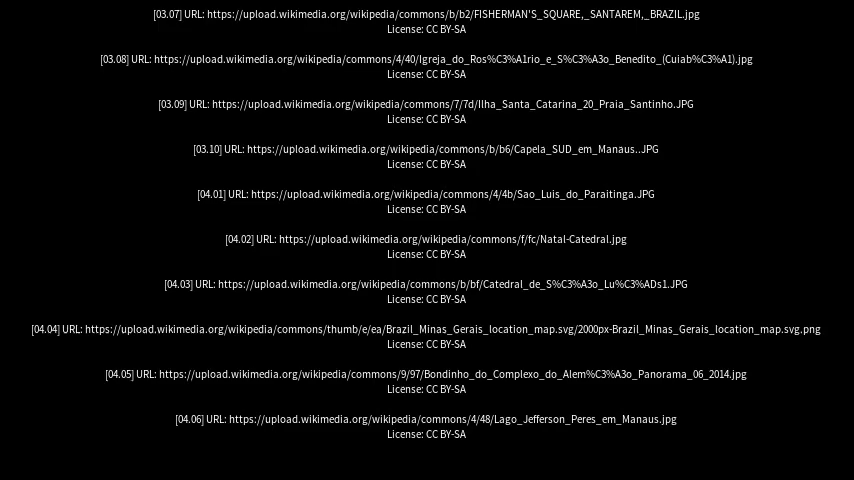 [03.07] URL: https://upload.wikimedia.org/wikipedia/commons/b/b2/FISHERMAN'S_SQUARE,_SANTAREM,_BRAZIL.jpg
License: CC BY-SA
[03.08] URL: https://upload.wikimedia.org/wikipedia/commons/4/40/Igreja_do_Ros%C3%A1rio_e_S%C3%A3o_Benedito_(Cuiab%C3%A1).jpg
License: CC BY-SA
[03.09] URL: https://upload.wikimedia.org/wikipedia/commons/7/7d/Ilha_Santa_Catarina_20_Praia_Santinho.JPG
License: CC BY-SA
[03.10] URL: https://upload.wikimedia.org/wikipedia/commons/b/b6/Capela_SUD_em_Manaus..JPG
License: CC BY-SA
[04.01] URL: https://upload.wikimedia.org/wikipedia/commons/4/4b/Sao_Luis_do_Paraitinga.JPG
License: CC BY-SA
[04.02] URL: https://upload.wikimedia.org/wikipedia/commons/f/fc/Natal-Catedral.jpg
License: CC BY-SA
[04.03] URL: https://upload.wikimedia.org/wikipedia/commons/b/bf/Catedral_de_S%C3%A3o_Lu%C3%ADs1.JPG
License: CC BY-SA
[04.04] URL: https://upload.wikimedia.org/wikipedia/commons/thumb/e/ea/Brazil_Minas_Gerais_location_map.svg/2000px-Brazil_Minas_Gerais_location_map.svg.png
License: CC BY-SA
[04.05] URL: https://upload.wikimedia.org/wikipedia/commons/9/97/Bondinho_do_Complexo_do_Alem%C3%A3o_Panorama_06_2014.jpg
License: CC BY-SA
[04.06] URL: https://upload.wikimedia.org/wikipedia/commons/4/48/Lago_Jefferson_Peres_em_Manaus.jpg
License: CC BY-SA